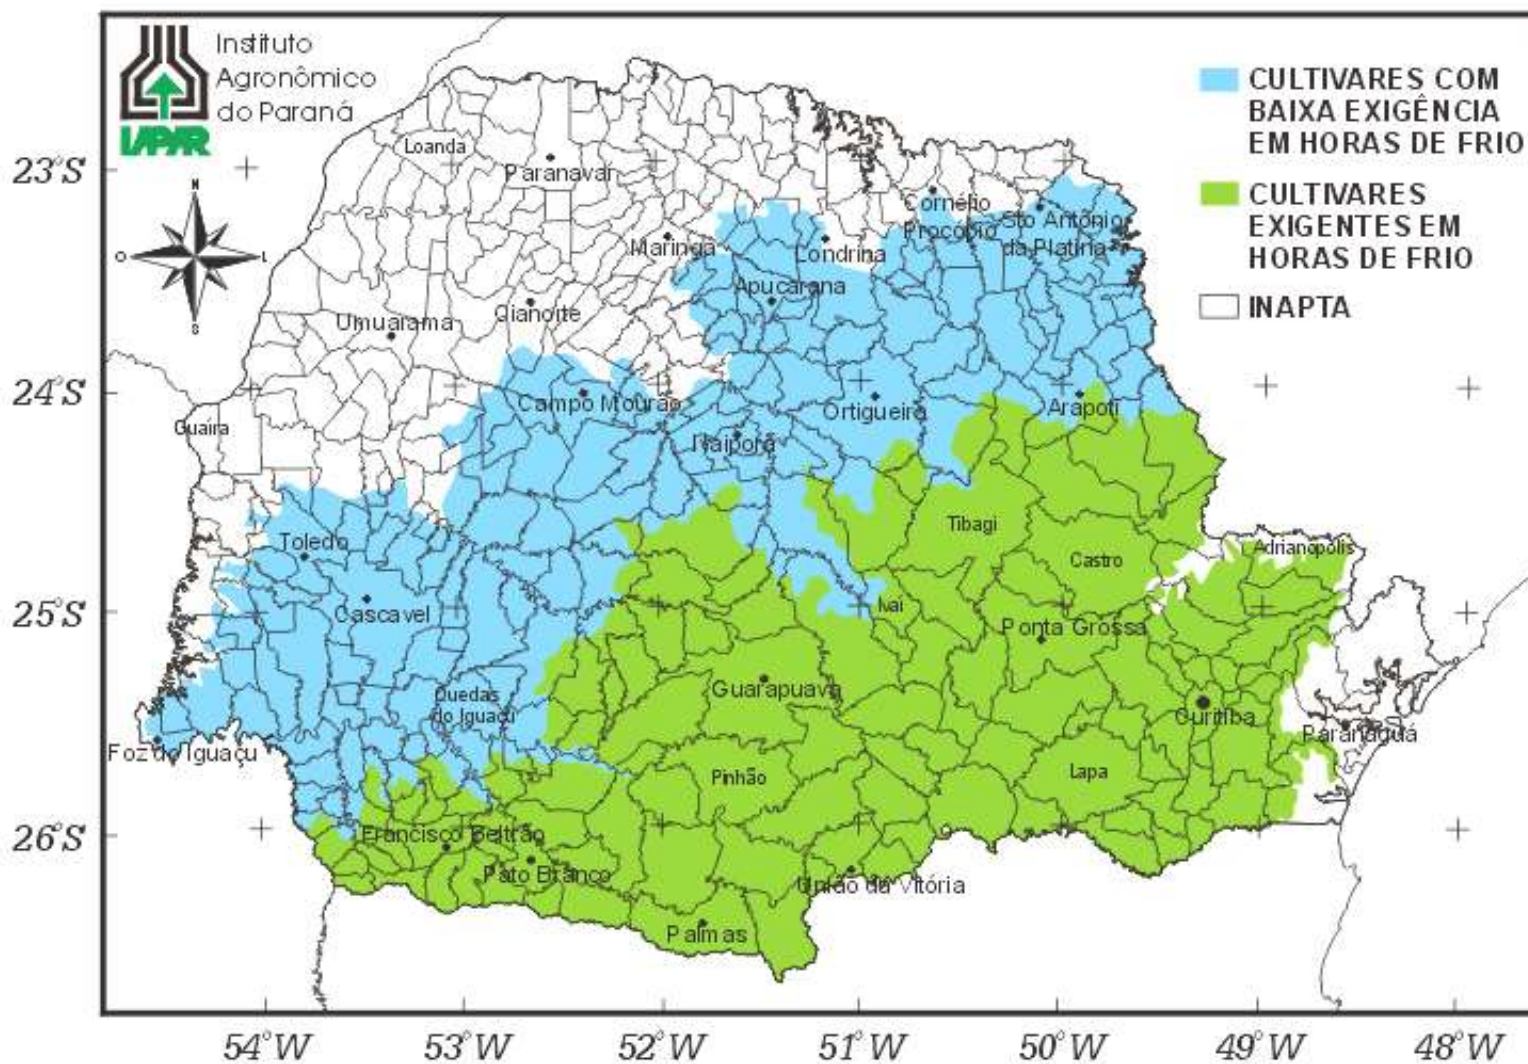 Instituto
Agronômico
do Paraná
IAPAR
CULTIVARES COM
BAIXA EXIGÊNCIA
EM HORAS DE FRIO
CULTIVARES
EXIGENTES EM
HORAS DE FRIO
INAPTA
N
O
L
S
23°S
24°S
25°S
26°S
Loanda
Paranavaí
Cornélio
Procópio
Sto Antônio
da Platina
Maringá
Londrina
Apucarana
Cianorte
Umuarama
Campo Mourão
Ortigueira
Arapoti
Guaira
Ivaiporã
Tibagi
Toledo
Castro
Adrianópolis
Cascavel
Ivai
Ponta Grossa
Quedas
do Iguaçu
Guarapuava
Curitiba
Paranaguá
Foz do Iguaçu
Pinhão
Lapa
Francisco Beltrão
Pato Branco
União da Vitória
Palmas
54°W
53°W
52°W
51°W
50°W
49°W
48°W